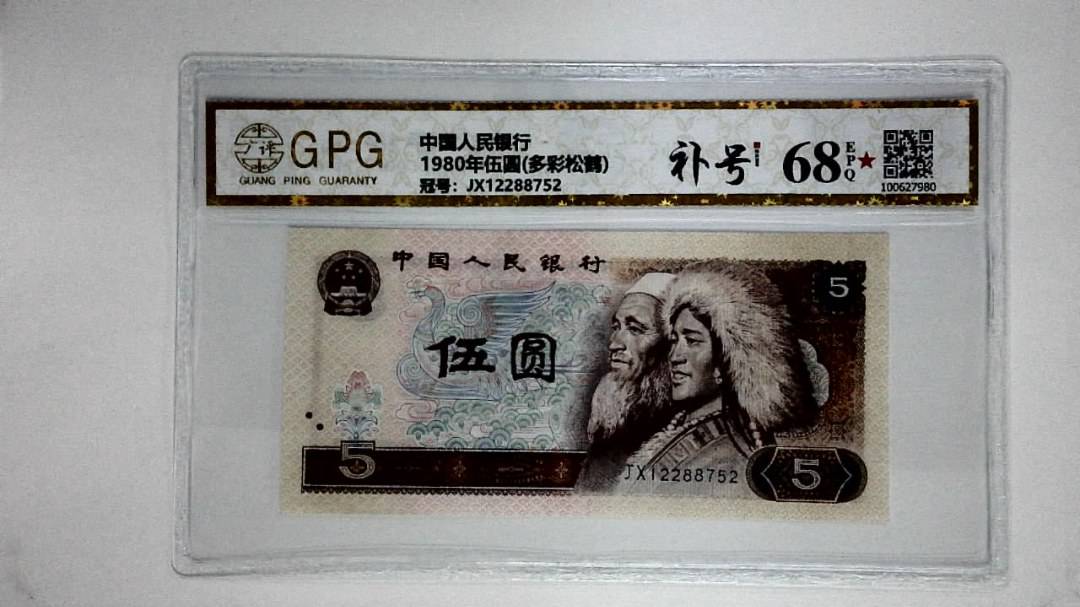 广评
GPG
GUANG PING GUARANTY
中国人民银行
1980年伍圆(多彩松鹤)
冠号: JX12288752
补号
68
EPQ
100627980
中国人民银行
5
伍圆
5
JX12288752
5